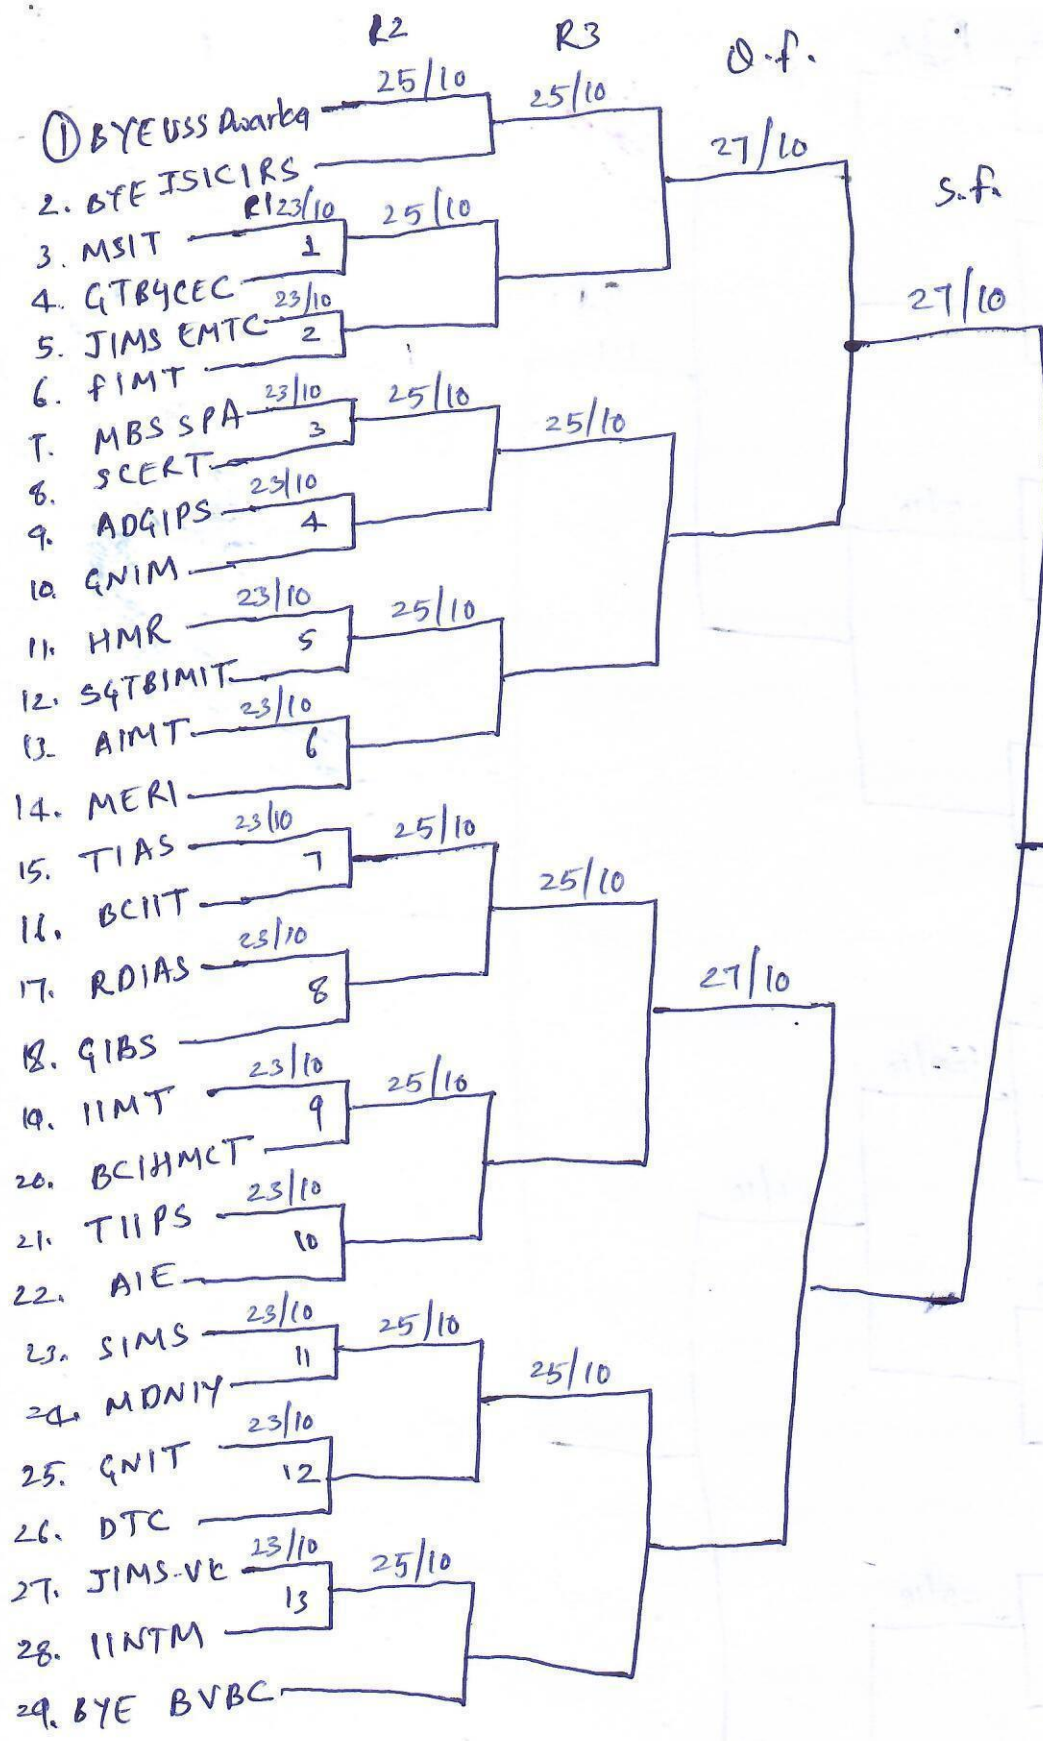 R2 R3 Q.f. S.f.
25/10
25/10
① BYE USS Dwarka
27/10
2. BYE ISICIRS
R1 23/10
25/10
3. MSIT
1
4. GTB4CEC
23/10
27/10
5. JIMS EMTC
2
6. FIMT
23/10
25/10
7. MBS SPA
3
25/10
8. SCERT
23/10
9. ADGIPS
4
10. GNIM
23/10
25/10
11. HMR
5
12. SGTBIMIT
23/10
13. AIMT
6
14. MERI
23/10
25/10
15. TIAS
7
25/10
16. BCIIT
23/10
17. RDIAS
8
27/10
18. GIBS
23/10
25/10
19. IIMT
9
20. BCIHMCT
23/10
21. TIIPS
10
22. AIE
23/10
25/10
23. SIMS
11
25/10
24. MDNIY
23/10
25. GNIT
12
26. DTC
23/10
25/10
27. JIMS-VK
13
28. IINTM
29. BYE BVBC